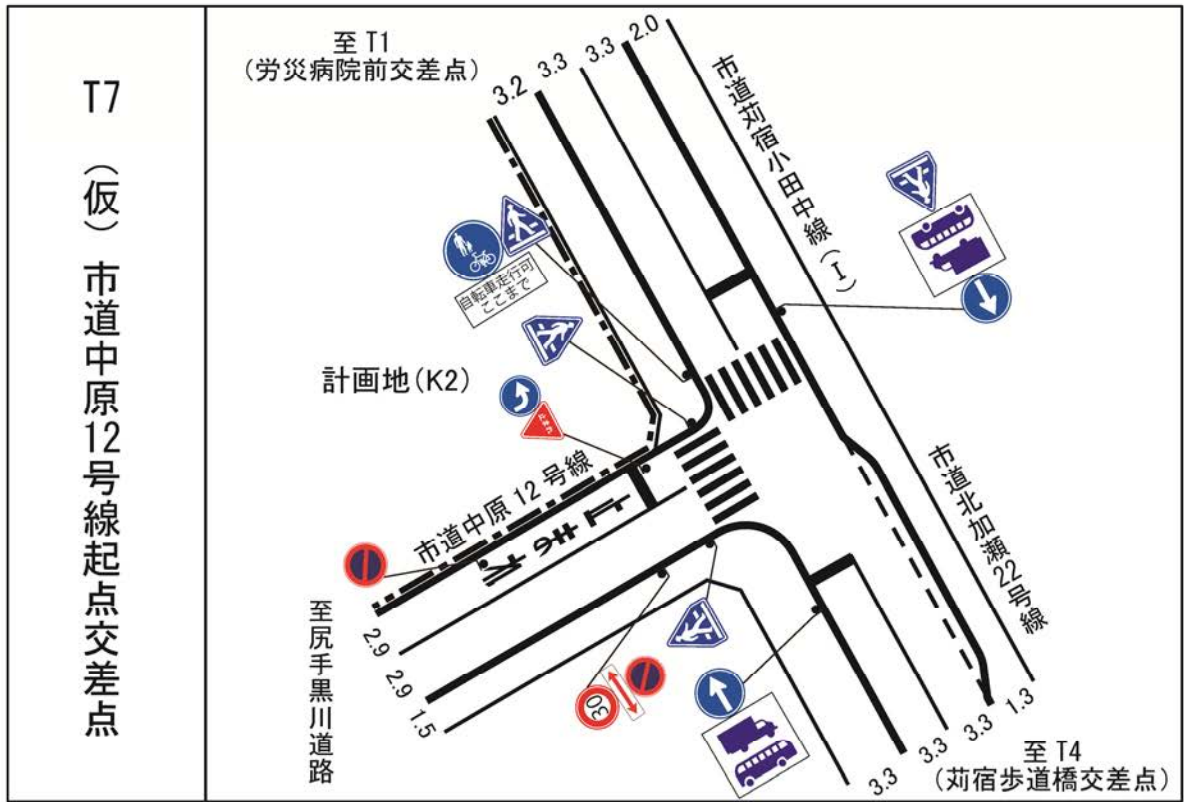 T7 (仮) 市道中原12号線起点交差点
至 T1
(労災病院前交差点)
3.2
3.3
3.3
2.0
市道苅宿小田中線(Ⅰ)
自転車走行可
ここまで
計画地(K2)
止まれ
市道中原12号線
止まれ
市道北加瀬22号線
至尻手黒川道路
2.9
2.9
1.5
30
3.3
3.3
3.3
1.3
至 T4
(苅宿歩道橋交差点)